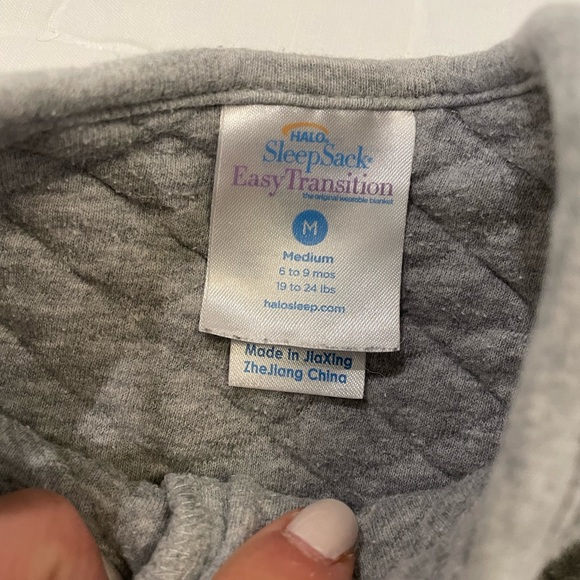 HALO
SleepSack®
EasyTransition
the original wearable blanket
M
Medium
6 to 9 mos
19 to 24 lbs
halosleep.com
Made in JiaXing
ZheJiang China